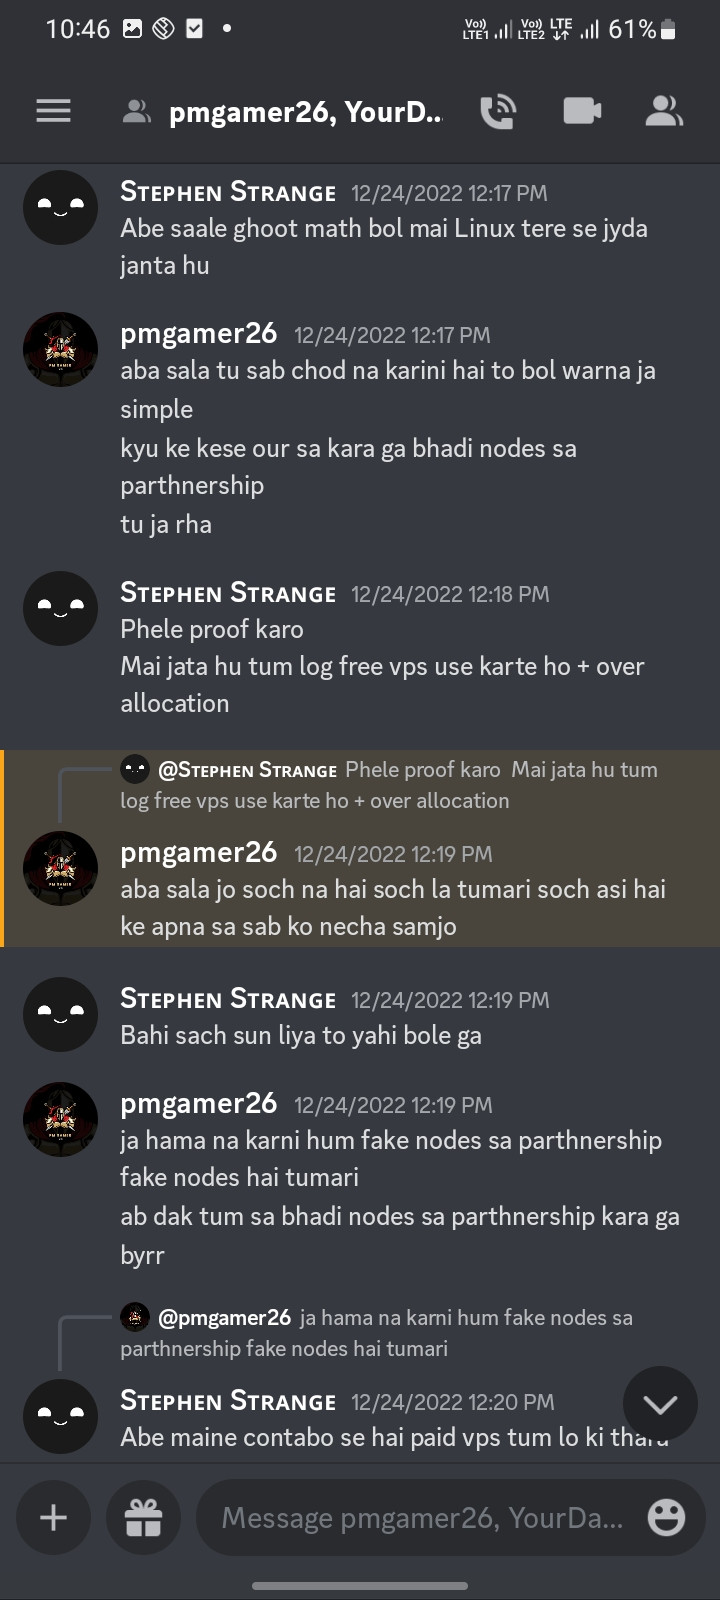 10:46 Vo)) LTE1 Vo)) LTE2 LTE 61%
pmgamer26, YourD...
STEPHEN STRANGE 12/24/2022 12:17 PM
Abe saale ghoot math bol mai Linux tere se jyda
janta hu
pmgamer26 12/24/2022 12:17 PM
aba sala tu sab chod na karini hai to bol warna ja
simple
kyu ke kese our sa kara ga bhadi nodes sa
parthnership
tu ja rha
STEPHEN STRANGE 12/24/2022 12:18 PM
Phele proof karo
Mai jata hu tum log free vps use karte ho + over
allocation
@STEPHEN STRANGE Phele proof karo Mai jata hu tum
log free vps use karte ho + over allocation
pmgamer26 12/24/2022 12:19 PM
aba sala jo soch na hai soch la tumari soch asi hai
ke apna sa sab ko necha samjo
STEPHEN STRANGE 12/24/2022 12:19 PM
Bahi sach sun liya to yahi bole ga
pmgamer26 12/24/2022 12:19 PM
ja hama na karni hum fake nodes sa parthnership
fake nodes hai tumari
ab dak tum sa bhadi nodes sa parthnership kara ga
byrr
@pmgamer26 ja hama na karni hum fake nodes sa
parthnership fake nodes hai tumari
STEPHEN STRANGE 12/24/2022 12:20 PM
Abe maine contabo se hai paid vps tum lo ki
Message pmgamer26, YourDa...